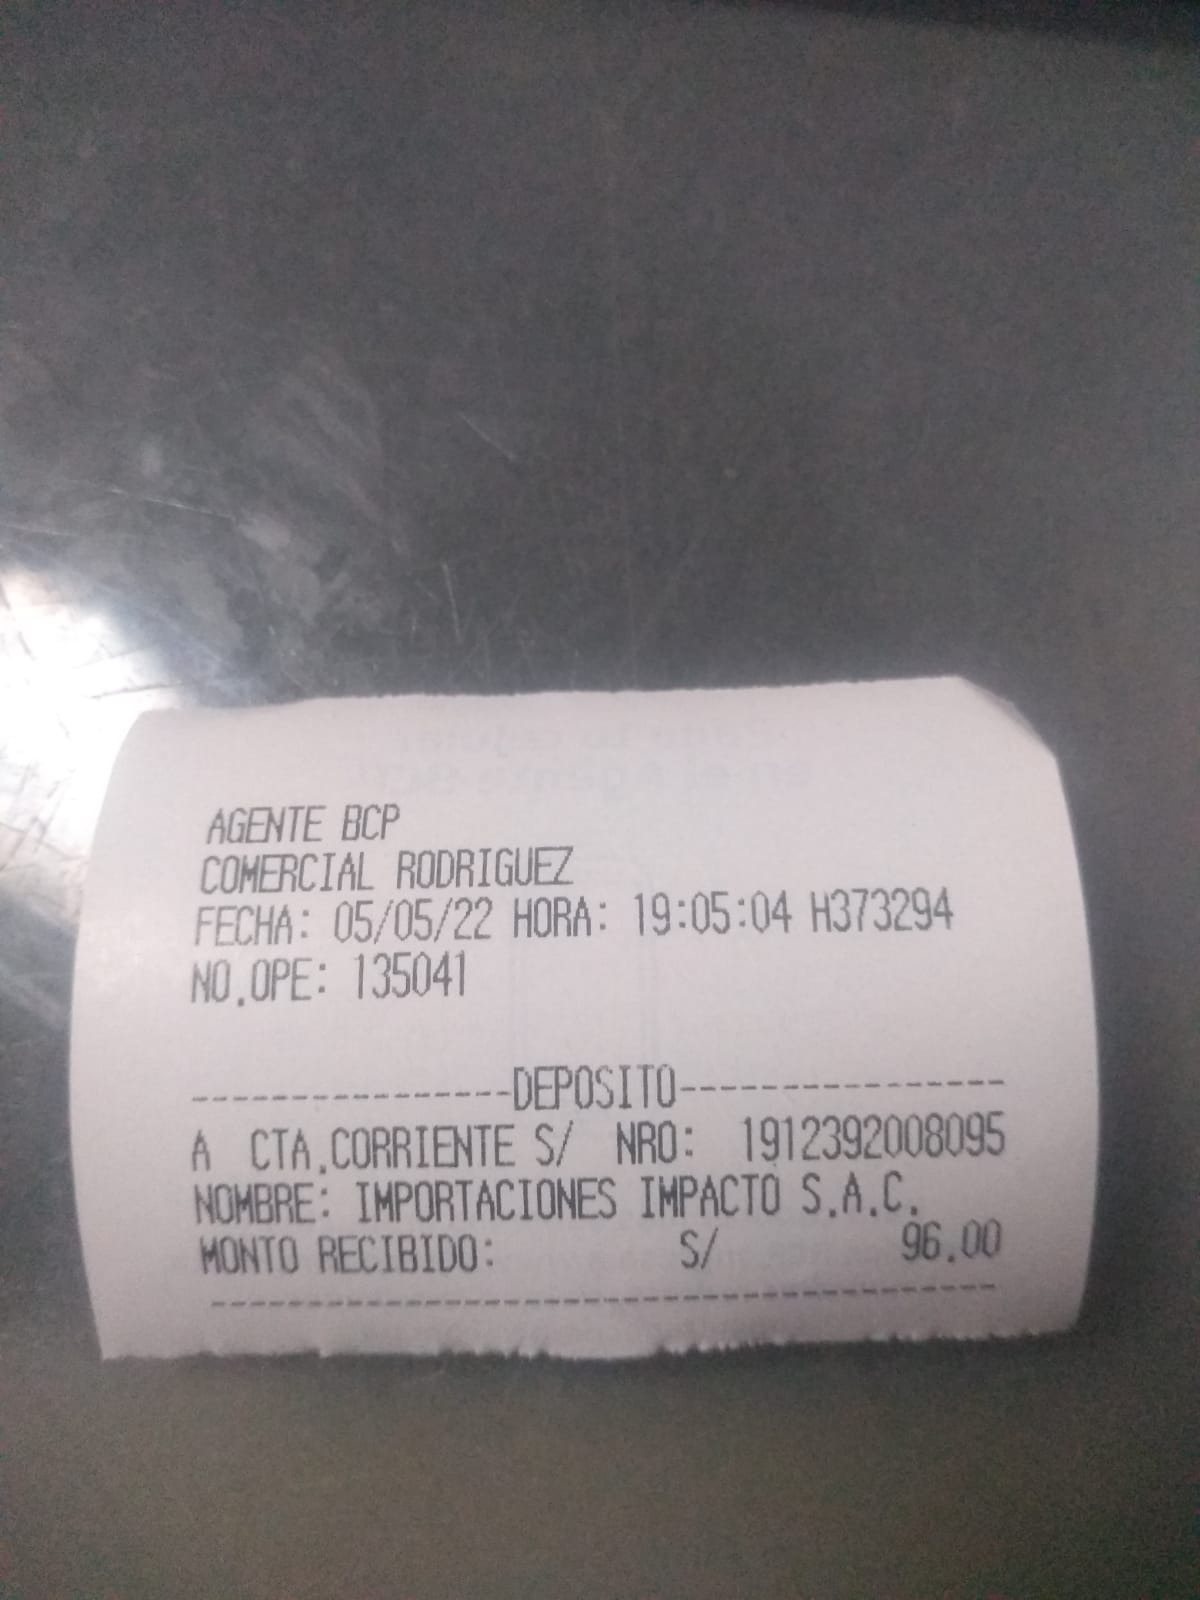 AGENTE BCP
COMERCIAL RODRIGUEZ
FECHA: 05/05/22 HORA: 19:05:04 H373294
NO.OPE: 135041
----------------DEPOSITO----------------
A CTA.CORRIENTE S/ NRO: 1912392008095
NOMBRE: IMPORTACIONES IMPACTO S.A.C.
MONTO RECIBIDO: S/ 96.00
----------------------------------------